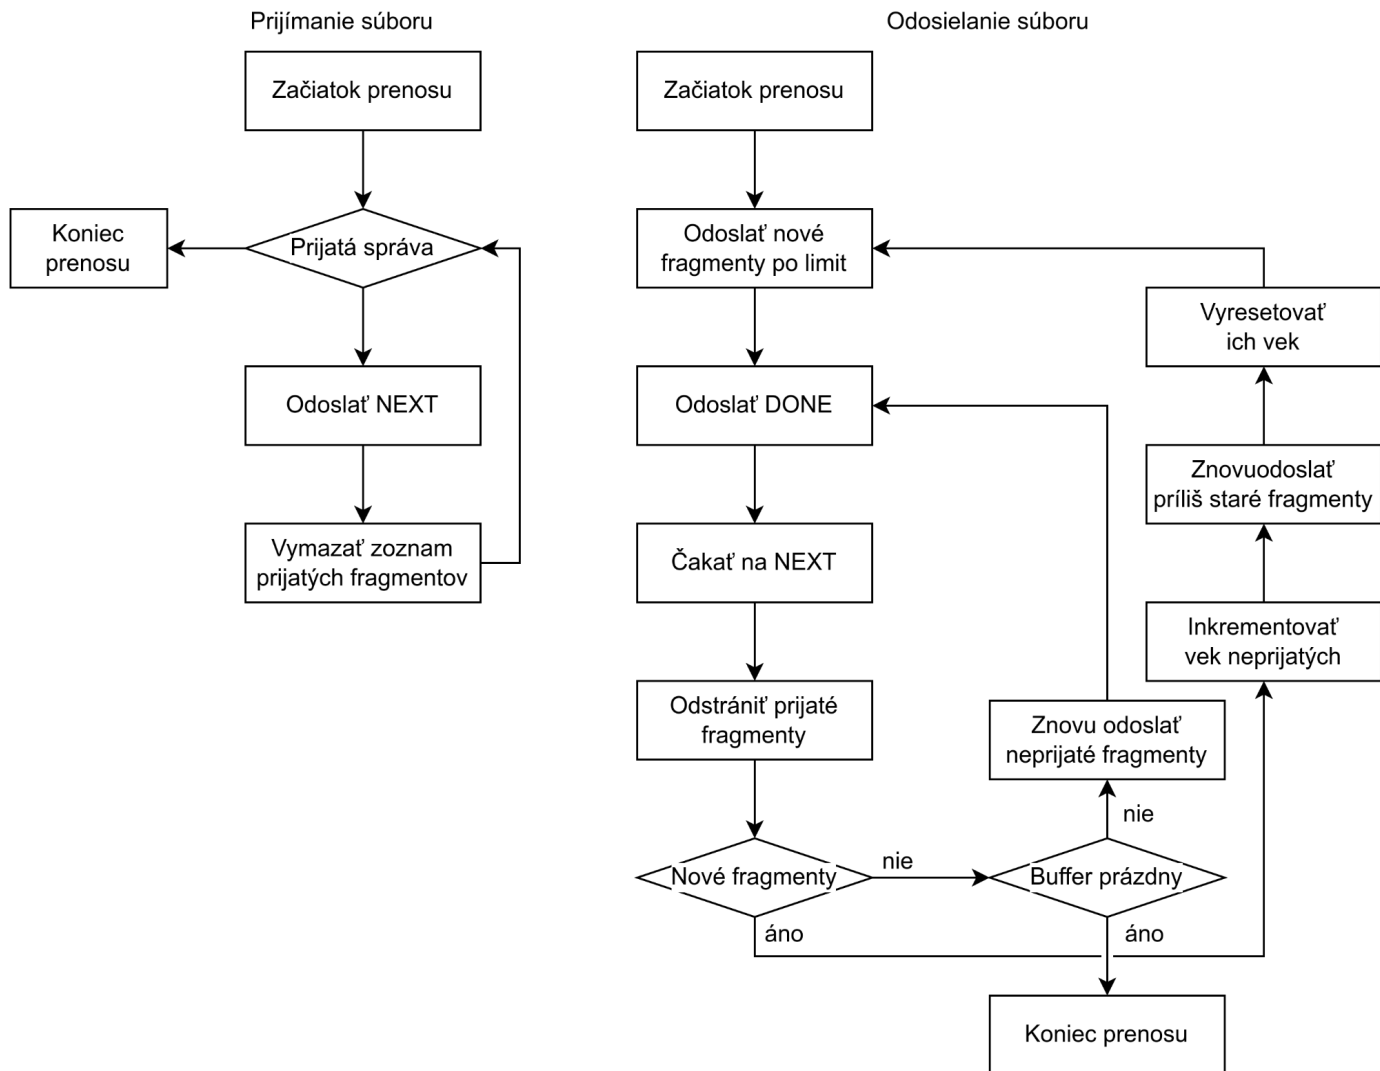 Prijímanie súboru
Začiatok prenosu
Prijatá správa
Koniec
prenosu
Odoslať NEXT
Vymazať zoznam
prijatých fragmentov
Odosielanie súboru
Začiatok prenosu
Odoslať nové
fragmenty po limit
Odoslať DONE
Čakať na NEXT
Odstrániť prijaté
fragmenty
Nové fragmenty
nie
áno
Buffer prázdny
nie
áno
Znovu odoslať
neprijaté fragmenty
Koniec prenosu
Inkrementovať
vek neprijatých
Znovuodoslať
príliš staré fragmenty
Vyresetovať
ich vek